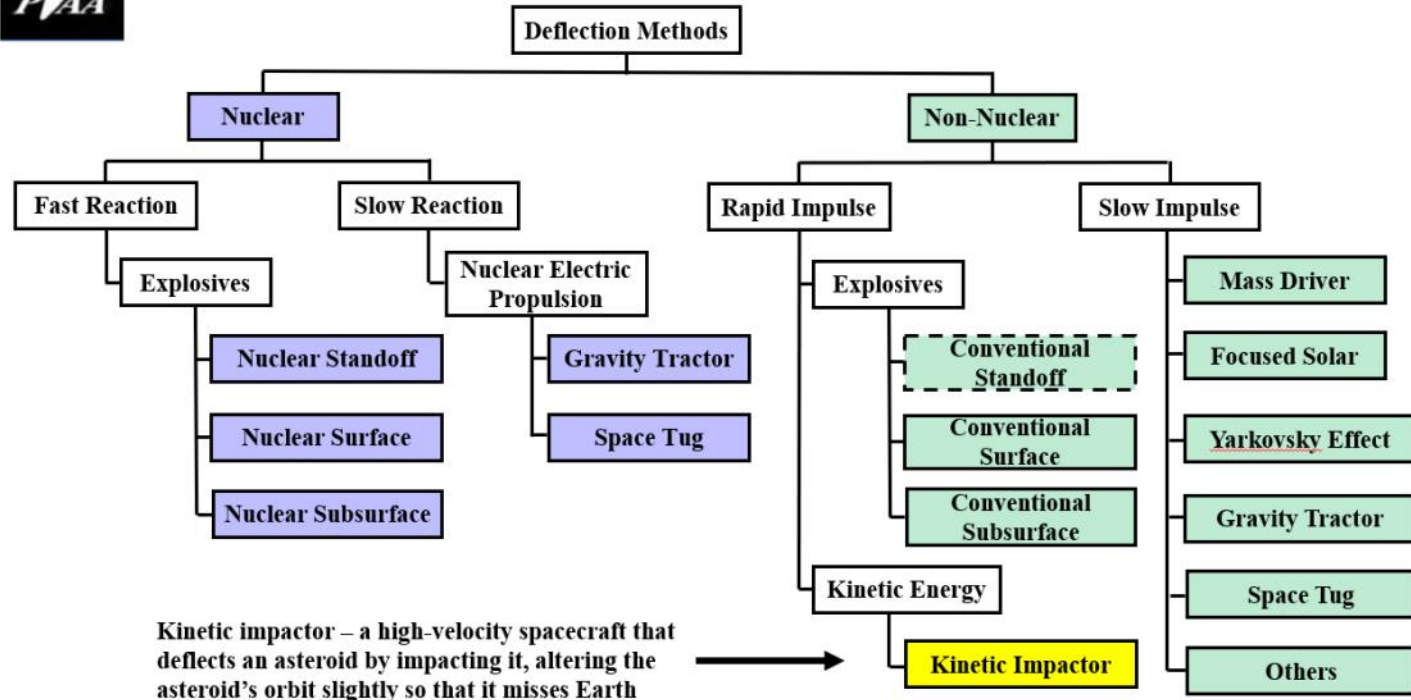 Deflection Methods
Nuclear
Non-Nuclear
Fast Reaction
Slow Reaction
Rapid Impulse
Slow Impulse
Explosives
Nuclear Electric
Propulsion
Explosives
Mass Driver
Nuclear Standoff
Gravity Tractor
Conventional
Standoff
Focused Solar
Nuclear Surface
Space Tug
Conventional
Surface
Yarkovsky Effect
Nuclear Subsurface
Conventional
Subsurface
Gravity Tractor
Kinetic Energy
Space Tug
Kinetic impactor – a high-velocity spacecraft that
deflects an asteroid by impacting it, altering the
asteroid's orbit slightly so that it misses Earth
Kinetic Impactor
Others